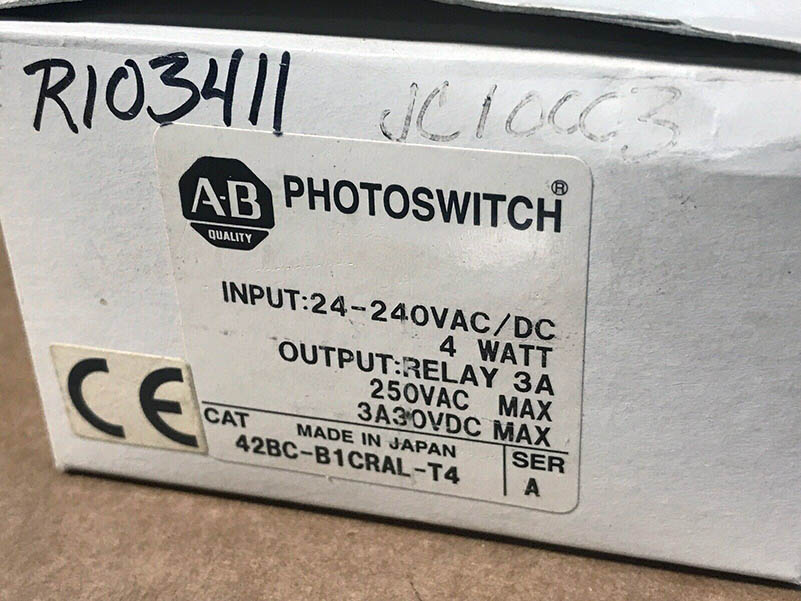 R103411
JC10CC3
A-B
QUALITY
PHOTOSWITCH®
INPUT:24-240VAC/DC
4 WATT
OUTPUT:RELAY 3A
250VAC MAX
3A30VDC MAX
CE
CAT
MADE IN JAPAN
42BC-B1CRAL-T4
SER
A